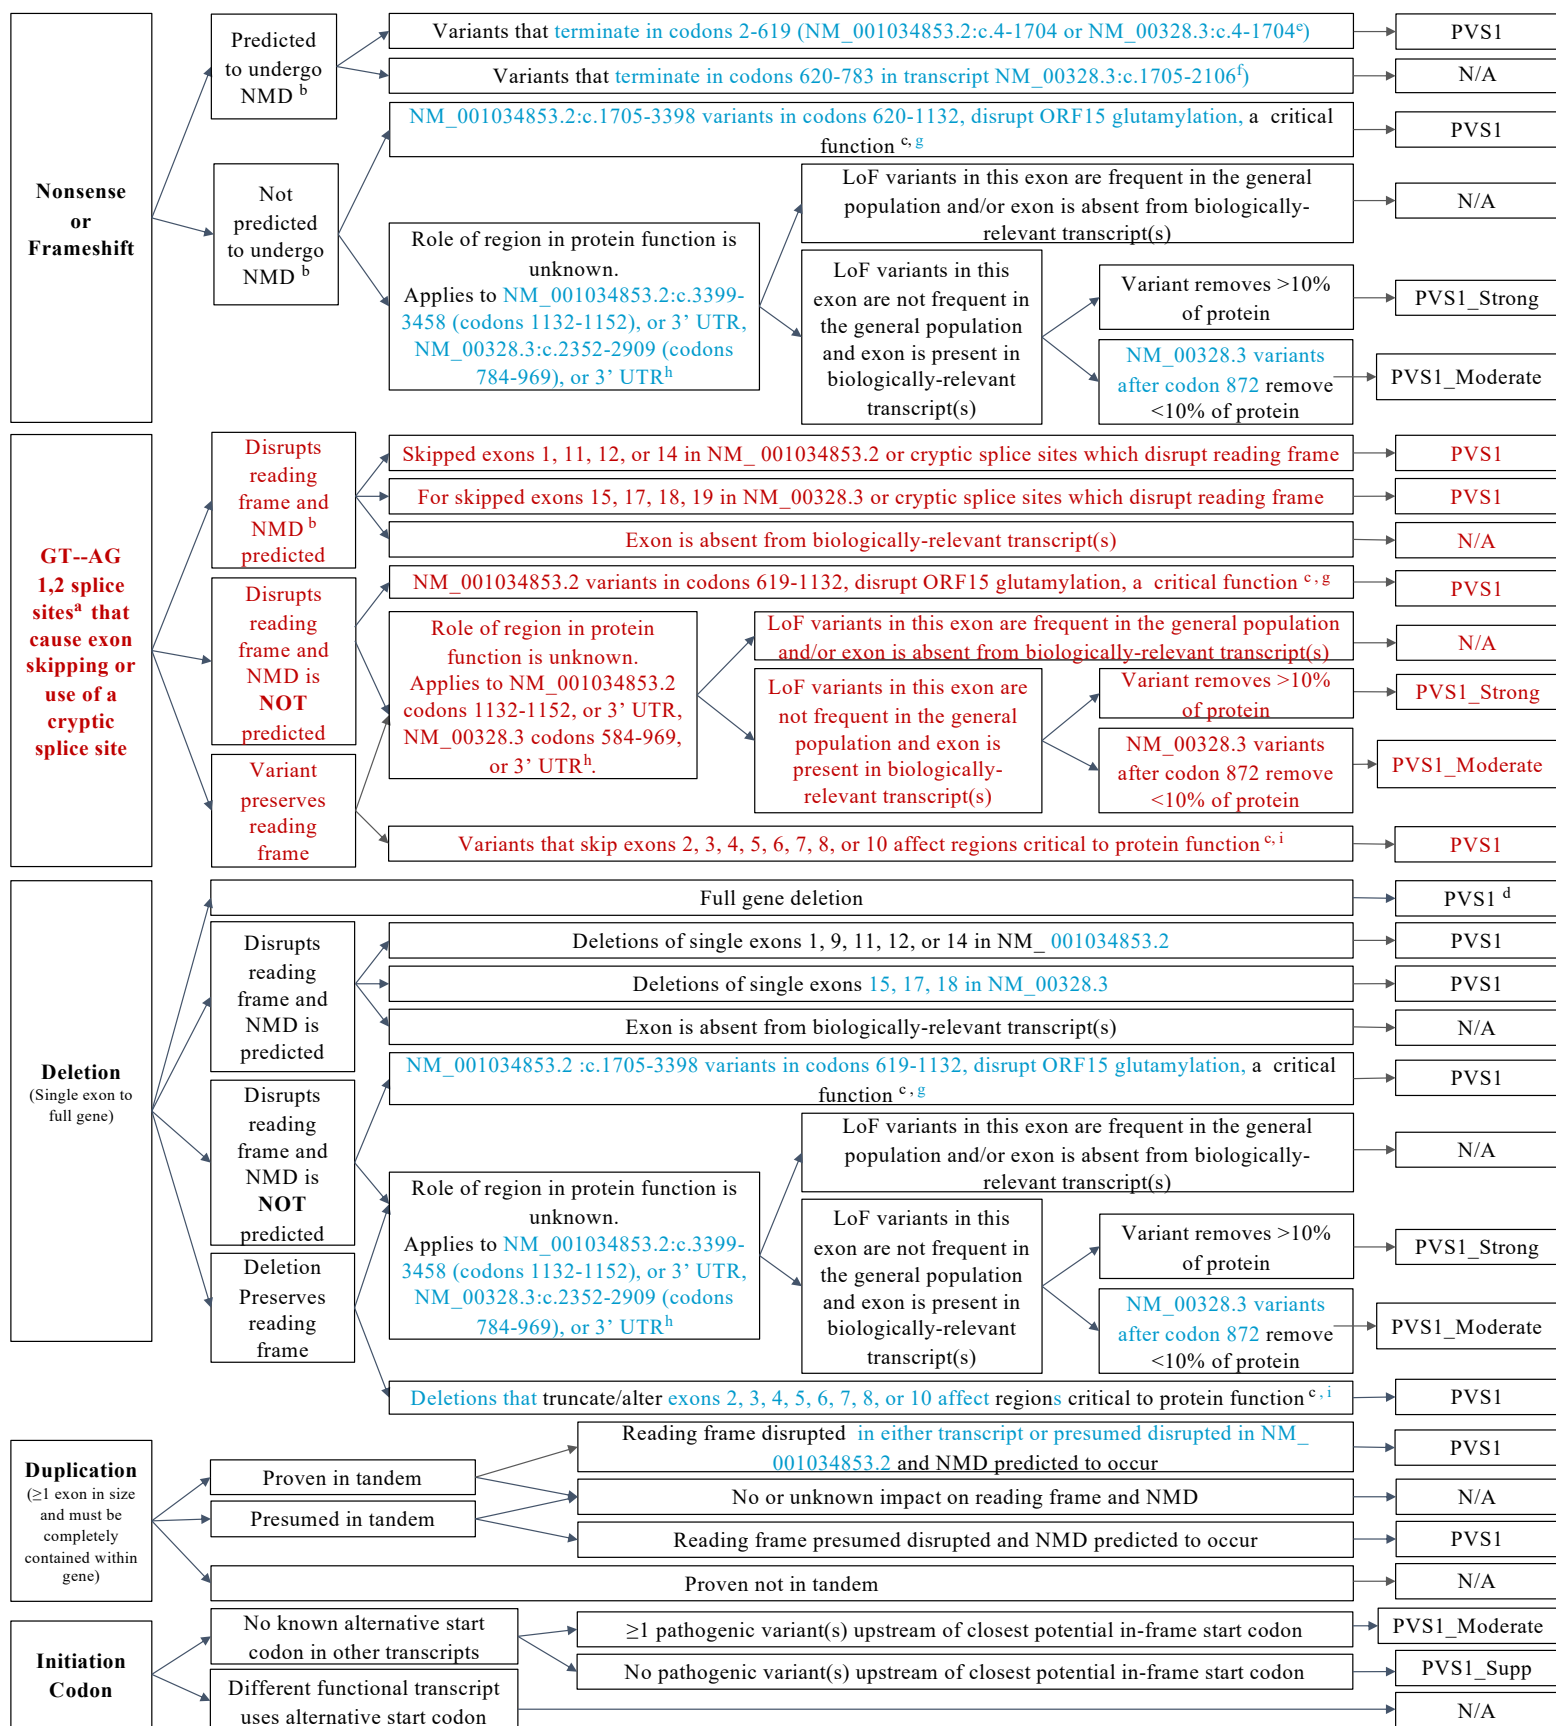 Nonsense
or
Frameshift
Predicted
to undergo
NMD b
Variants that terminate in codons 2-619 (NM_001034853.2:c.4-1704 or NM_00328.3:c.4-1704e)
PVS1
Variants that terminate in codons 620-783 in transcript NM_00328.3:c.1705-2106f)
N/A
Not
predicted
to undergo
NMD b
NM_001034853.2:c.1705-3398 variants in codons 620-1132, disrupt ORF15 glutamylation, a critical
function c, g
PVS1
Role of region in protein function is
unknown.
Applies to NM_001034853.2:c.3399-
3458 (codons 1132-1152), or 3’ UTR,
NM_00328.3:c.2352-2909 (codons
784-969), or 3’ UTRh
LoF variants in this exon are frequent in the general
population and/or exon is absent from biologically-
relevant transcript(s)
N/A
LoF variants in this
exon are not frequent in
the general population
and exon is present in
biologically-relevant
transcript(s)
Variant removes >10%
of protein
PVS1_Strong
NM_00328.3 variants
after codon 872 remove
<10% of protein
PVS1_Moderate
GT--AG
1,2 splice
sitesa that
cause exon
skipping or
use of a
cryptic
splice site
Disrupts
reading
frame and
NMD b
predicted
Skipped exons 1, 11, 12, or 14 in NM_ 001034853.2 or cryptic splice sites which disrupt reading frame
PVS1
For skipped exons 15, 17, 18, 19 in NM_00328.3 or cryptic splice sites which disrupt reading frame
PVS1
Exon is absent from biologically-relevant transcript(s)
N/A
Disrupts
reading
frame and
NMD is
NOT
predicted
NM_001034853.2 variants in codons 619-1132, disrupt ORF15 glutamylation, a critical function c, g
PVS1
Role of region in protein
function is unknown.
Applies to NM_001034853.2
codons 1132-1152, or 3’ UTR,
NM_00328.3 codons 584-969,
or 3’ UTRh.
LoF variants in this exon are frequent in the general population
and/or exon is absent from biologically-relevant transcript(s)
N/A
LoF variants in this exon are
not frequent in the general
population and exon is
present in biologically-
relevant transcript(s)
Variant removes >10%
of protein
PVS1_Strong
NM_00328.3 variants
after codon 872 remove
<10% of protein
PVS1_Moderate
Variant
preserves
reading
frame
Variants that skip exons 2, 3, 4, 5, 6, 7, 8, or 10 affect regions critical to protein function c, i
PVS1
Deletion
(Single exon to
full gene)
Full gene deletion
PVS1 d
Disrupts
reading
frame and
NMD is
predicted
Deletions of single exons 1, 9, 11, 12, or 14 in NM_ 001034853.2
PVS1
Deletions of single exons 15, 17, 18 in NM_00328.3
PVS1
Exon is absent from biologically-relevant transcript(s)
N/A
Disrupts
reading
frame and
NMD is
NOT
predicted
NM_001034853.2 :c.1705-3398 variants in codons 619-1132, disrupt ORF15 glutamylation, a critical
function c, g
PVS1
Role of region in protein function is
unknown.
Applies to NM_001034853.2:c.3399-
3458 (codons 1132-1152), or 3’ UTR,
NM_00328.3:c.2352-2909 (codons
784-969), or 3’ UTRh
LoF variants in this exon are frequent in the general
population and/or exon is absent from biologically-
relevant transcript(s)
N/A
LoF variants in this
exon are not frequent in
the general population
and exon is present in
biologically-relevant
transcript(s)
Variant removes >10%
of protein
PVS1_Strong
NM_00328.3 variants
after codon 872 remove
<10% of protein
PVS1_Moderate
Deletion
Preserves
reading
frame
Deletions that truncate/alter exons 2, 3, 4, 5, 6, 7, 8, or 10 affect regions critical to protein function c, i
PVS1
Duplication
(≥1 exon in size
and must be
completely
contained within
gene)
Proven in tandem
Reading frame disrupted in either transcript or presumed disrupted in NM_
001034853.2 and NMD predicted to occur
PVS1
No or unknown impact on reading frame and NMD
N/A
Presumed in tandem
Reading frame presumed disrupted and NMD predicted to occur
PVS1
Proven not in tandem
N/A
Initiation
Codon
No known alternative start
codon in other transcripts
≥1 pathogenic variant(s) upstream of closest potential in-frame start codon
PVS1_Moderate
No pathogenic variant(s) upstream of closest potential in-frame start codon
PVS1_Supp
Different functional transcript
uses alternative start codon
N/A